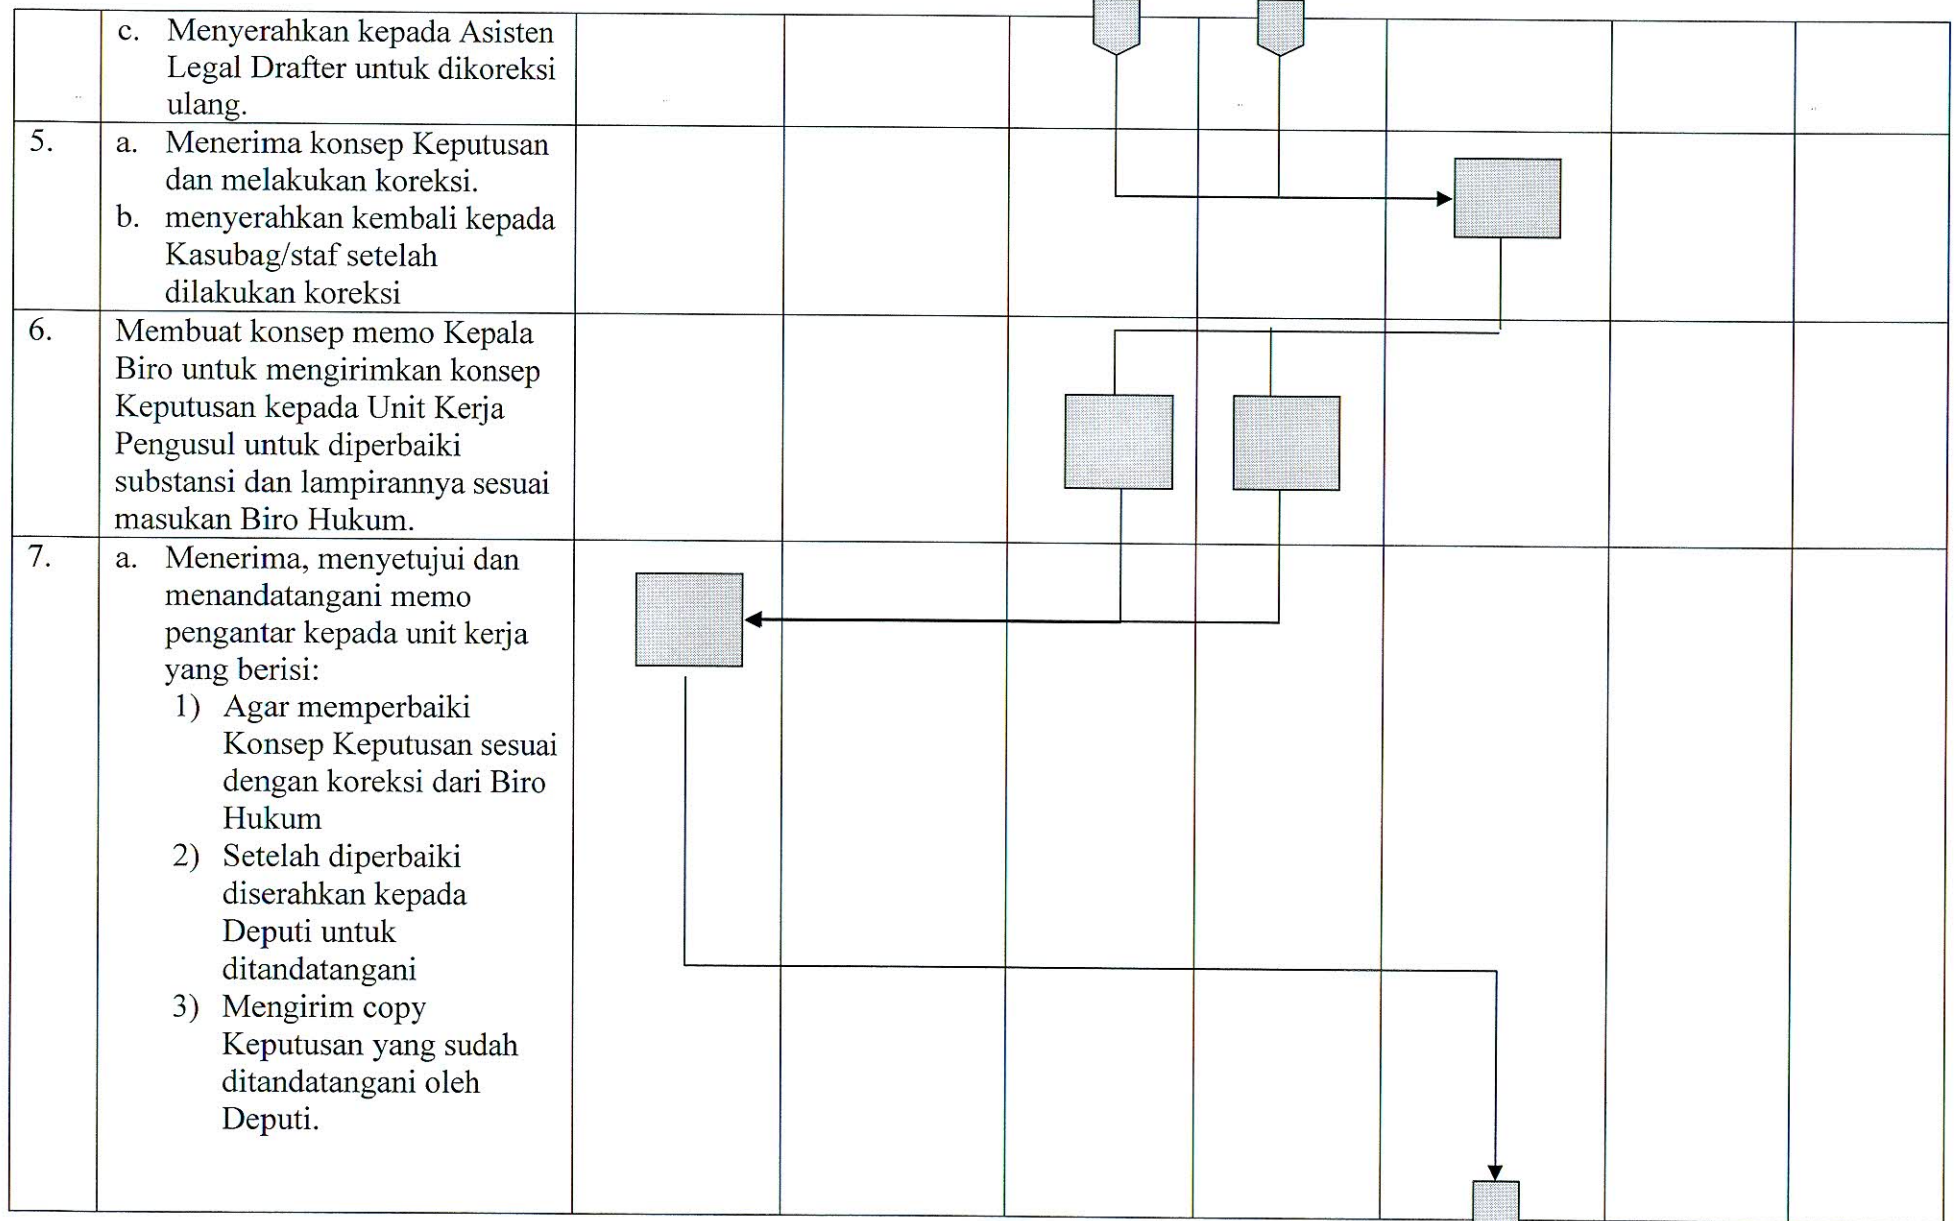 c. Menyerahkan kepada Asisten
Legal Drafter untuk dikoreksi
ulang.
5. a. Menerima konsep Keputusan
dan melakukan koreksi.
b. menyerahkan kembali kepada
Kasubag/staf setelah
dilakukan koreksi
6. Membuat konsep memo Kepala
Biro untuk mengirimkan konsep
Keputusan kepada Unit Kerja
Pengusul untuk diperbaiki
substansi dan lampirannya sesuai
masukan Biro Hukum.
7. a. Menerima, menyetujui dan
menandatangani memo
pengantar kepada unit kerja
yang berisi:
1) Agar memperbaiki
Konsep Keputusan sesuai
dengan koreksi dari Biro
Hukum
2) Setelah diperbaiki
diserahkan kepada
Deputi untuk
ditandatangani
3) Mengirim copy
Keputusan yang sudah
ditandatangani oleh
Deputi.